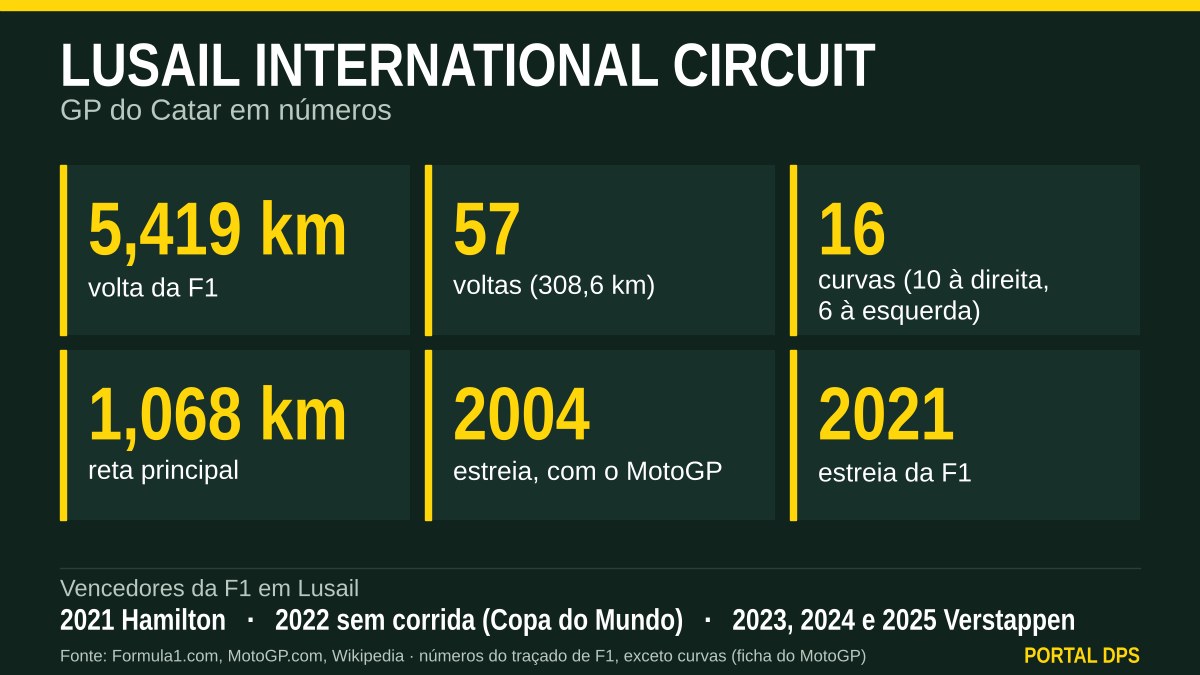 LUSAIL INTERNATIONAL CIRCUIT
GP do Catar em números
5,419 km
volta da F1
57
voltas (308,6 km)
16
curvas (10 à direita,
6 à esquerda)
1,068 km
reta principal
2004
estreia, com o MotoGP
2021
estreia da F1
Vencedores da F1 em Lusail
2021 Hamilton · 2022 sem corrida (Copa do Mundo) · 2023, 2024 e 2025 Verstappen
Fonte: Formula1.com, MotoGP.com, Wikipedia · números do traçado de F1, exceto curvas (ficha do MotoGP)
PORTAL DPS